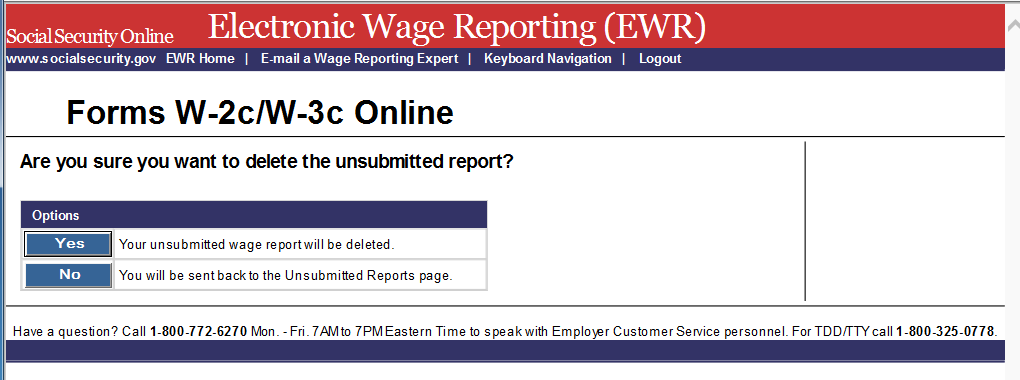 Social Security Online Electronic Wage Reporting (EWR)
www.socialsecurity.gov EWR Home | E-mail a Wage Reporting Expert | Keyboard Navigation | Logout
Forms W-2c/W-3c Online
Are you sure you want to delete the unsubmitted report?
Options
Yes Your unsubmitted wage report will be deleted.
No You will be sent back to the Unsubmitted Reports page.
Have a question? Call 1-800-772-6270 Mon. - Fri. 7AM to 7PM Eastern Time to speak with Employer Customer Service personnel. For TDD/TTY call 1-800-325-0778.